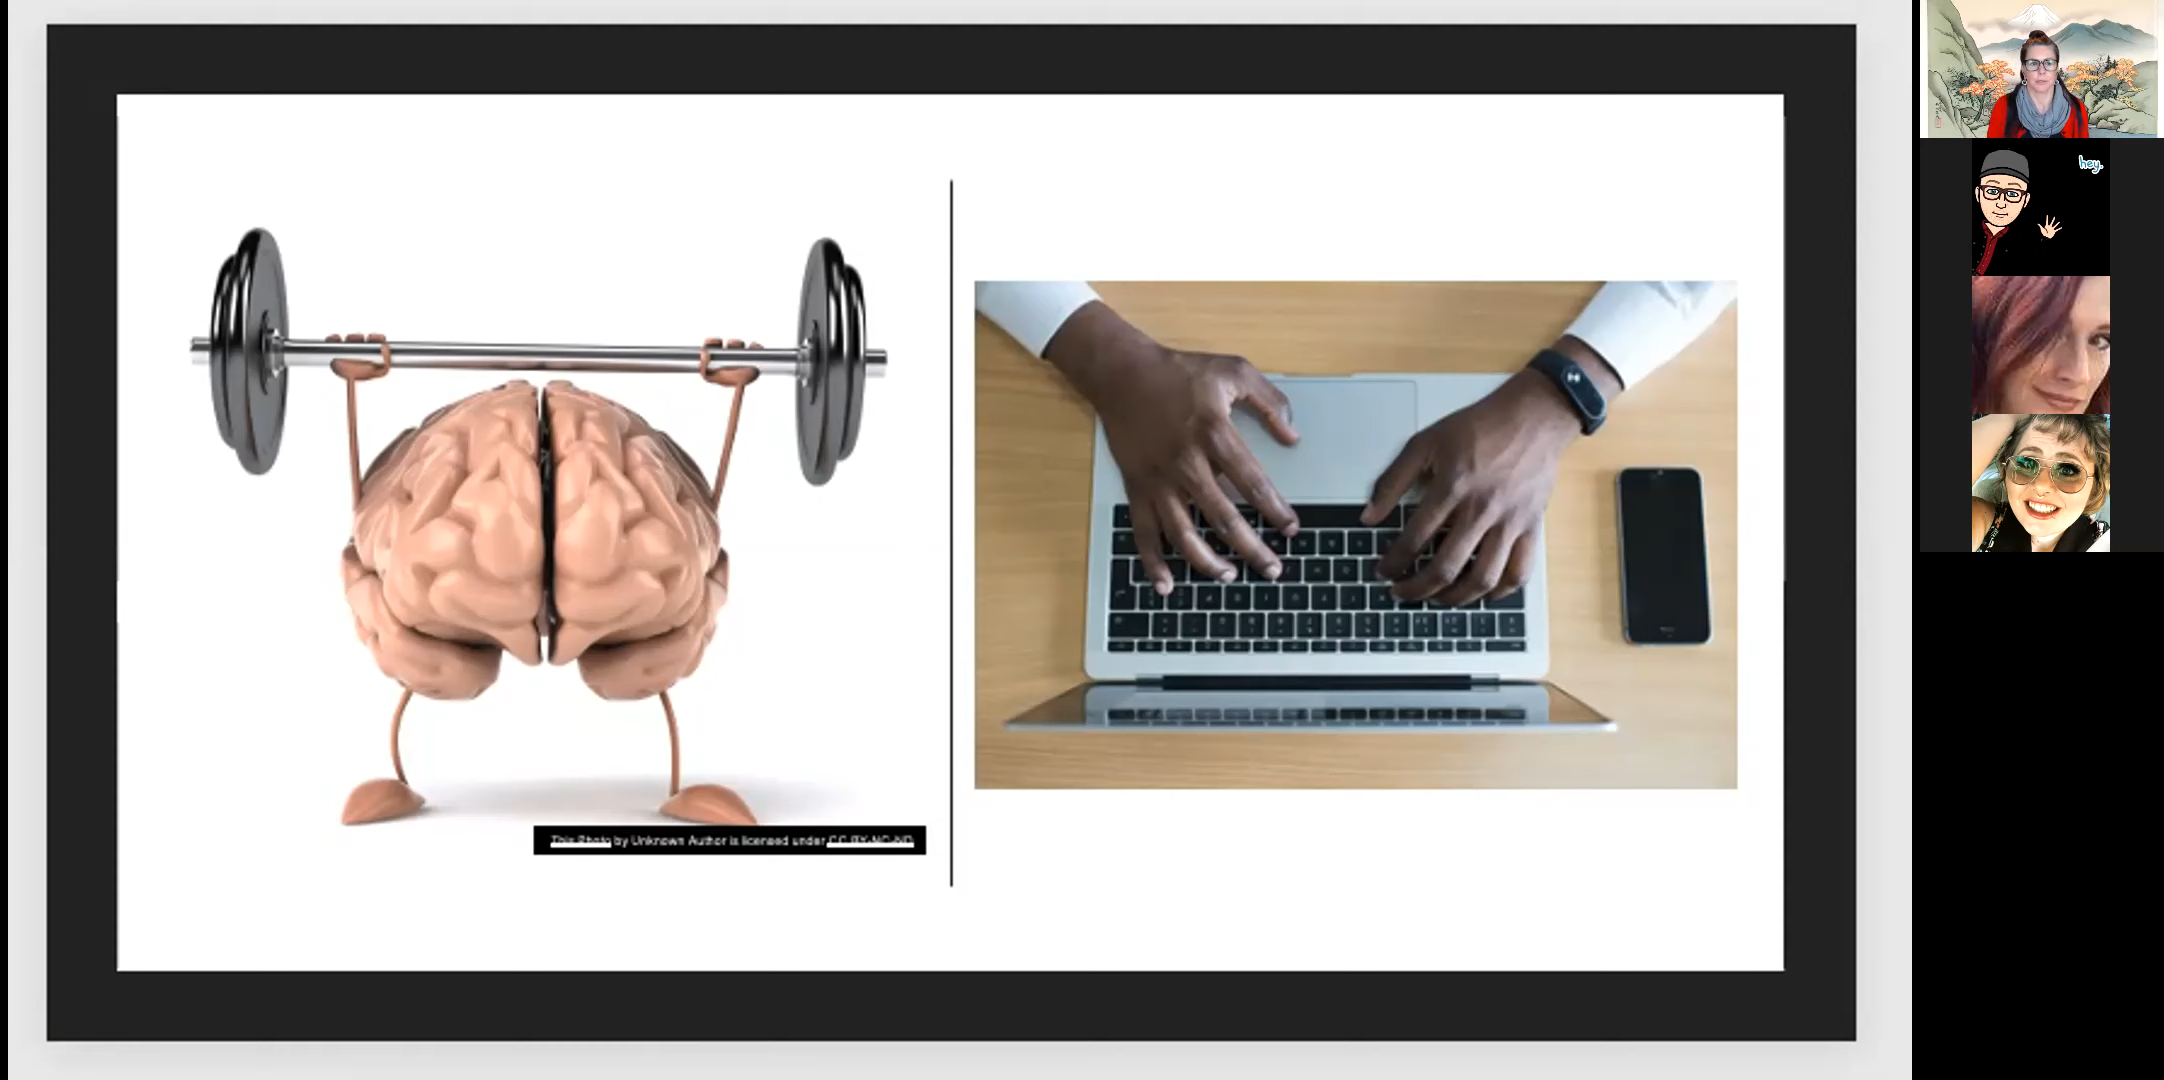 This Photo by Unknown Author is licensed under CC BY-NC-ND
hey.